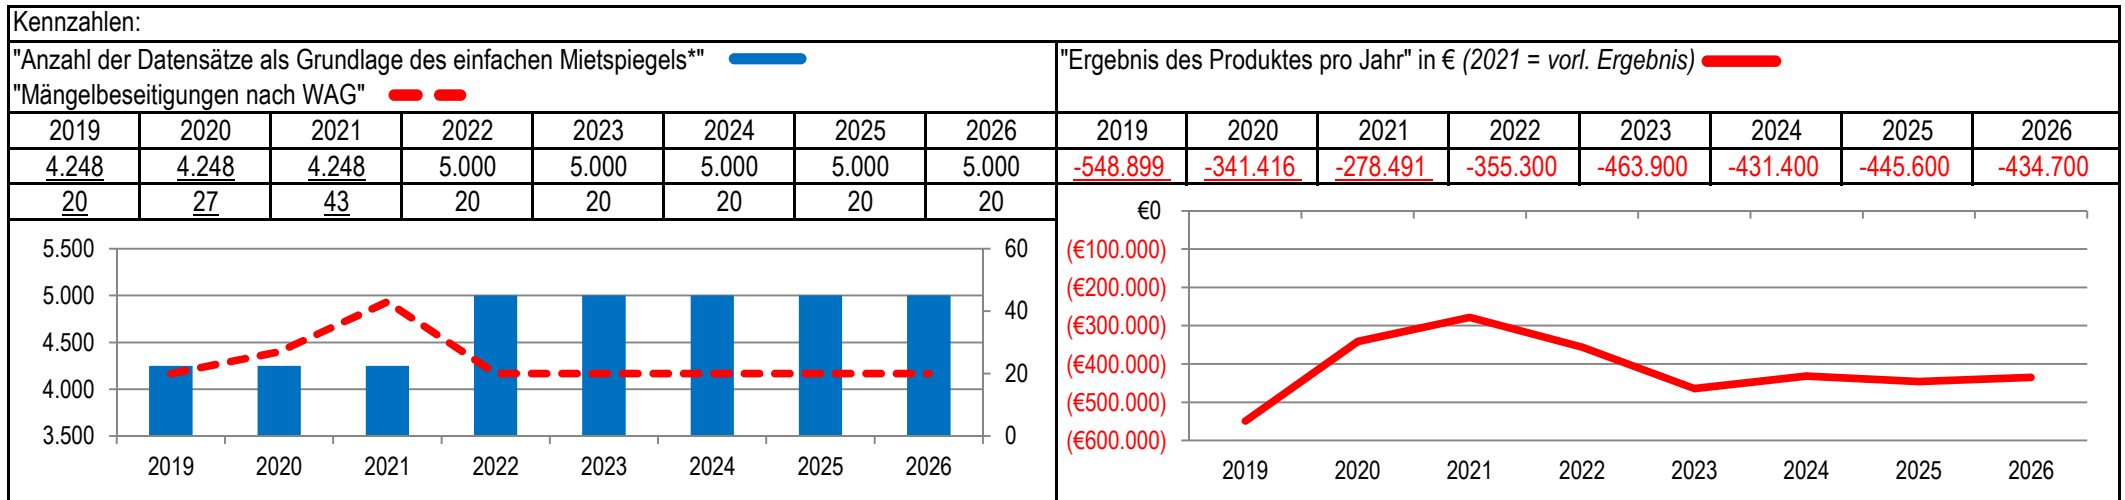 Kennzahlen:
"Anzahl der Datensätze als Grundlage des einfachen Mietspiegels*"
"Mängelbeseitigungen nach WAG"
2019 2020 2021 2022 2023 2024 2025 2026
4.248 4.248 4.248 5.000 5.000 5.000 5.000 5.000
20 27 43 20 20 20 20 20
5.500 60
5.000
40
4.500
4.000 20
3.500 0
2019 2020 2021 2022 2023 2024 2025 2026
"Ergebnis des Produktes pro Jahr" in € (2021 = vorl. Ergebnis)
2019 2020 2021 2022 2023 2024 2025 2026
-548.899 -341.416 -278.491 -355.300 -463.900 -431.400 -445.600 -434.700
€0
(€100.000)
(€200.000)
(€300.000)
(€400.000)
(€500.000)
(€600.000)
2019 2020 2021 2022 2023 2024 2025 2026